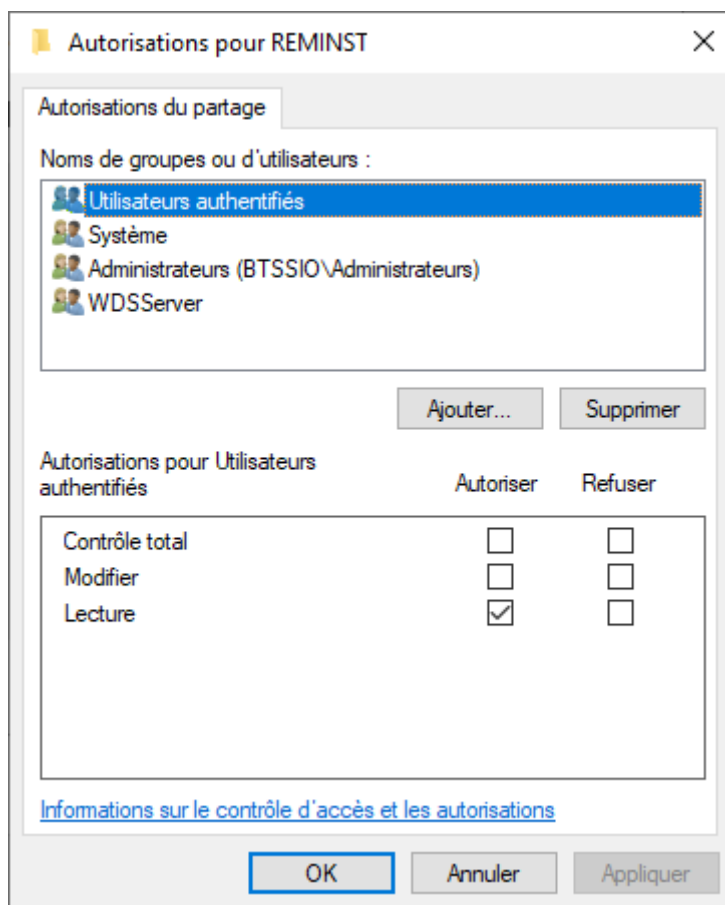 Autorisations pour REMINST
Autorisations du partage
Noms de groupes ou d'utilisateurs :
Utilisateurs authentifiés
Système
Administrateurs (BTSSIO\Administrateurs)
WDSServer
Ajouter...
Supprimer
Autorisations pour Utilisateurs
authentifiés
Autoriser
Refuser
Contrôle total
Modifier
Lecture
Informations sur le contrôle d'accès et les autorisations
OK
Annuler
Appliquer